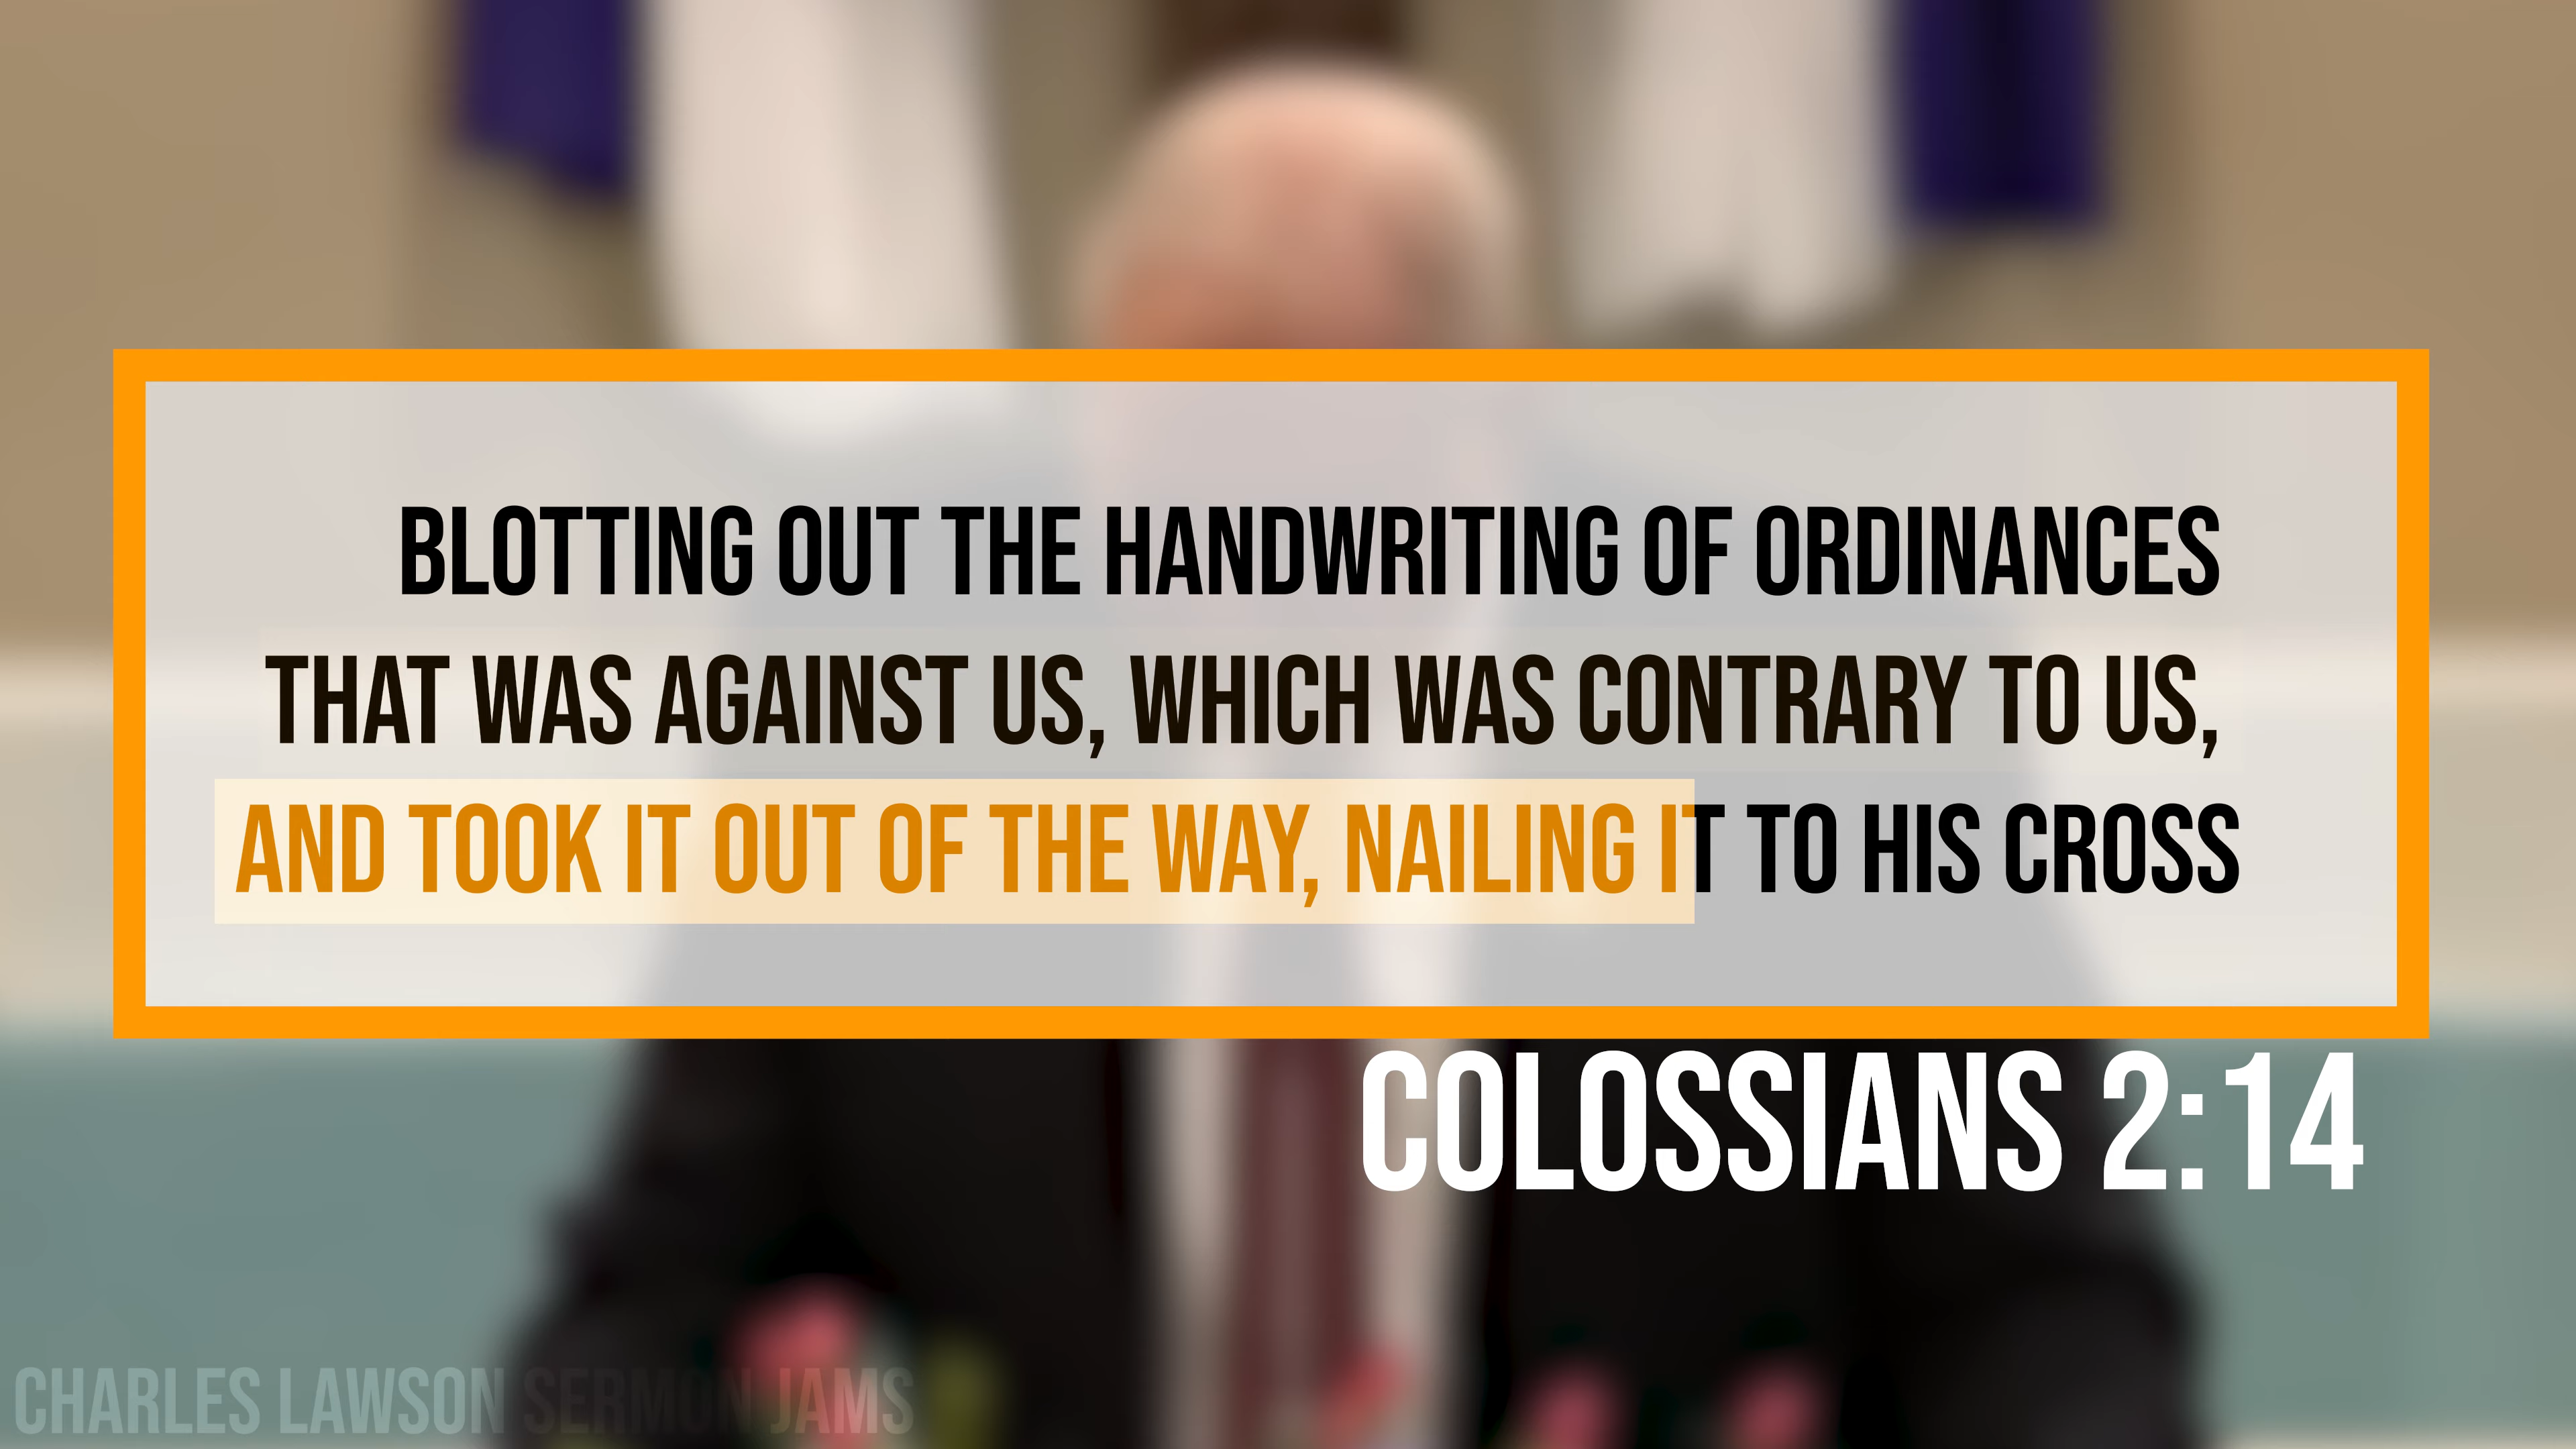 BLOTTING OUT THE HANDWRITING OF ORDINANCES
THAT WAS AGAINST US, WHICH WAS CONTRARY TO US,
AND TOOK IT OUT OF THE WAY, NAILING IT TO HIS CROSS
COLOSSIANS 2:14
CHARLES LAWSON SERMON JAMS